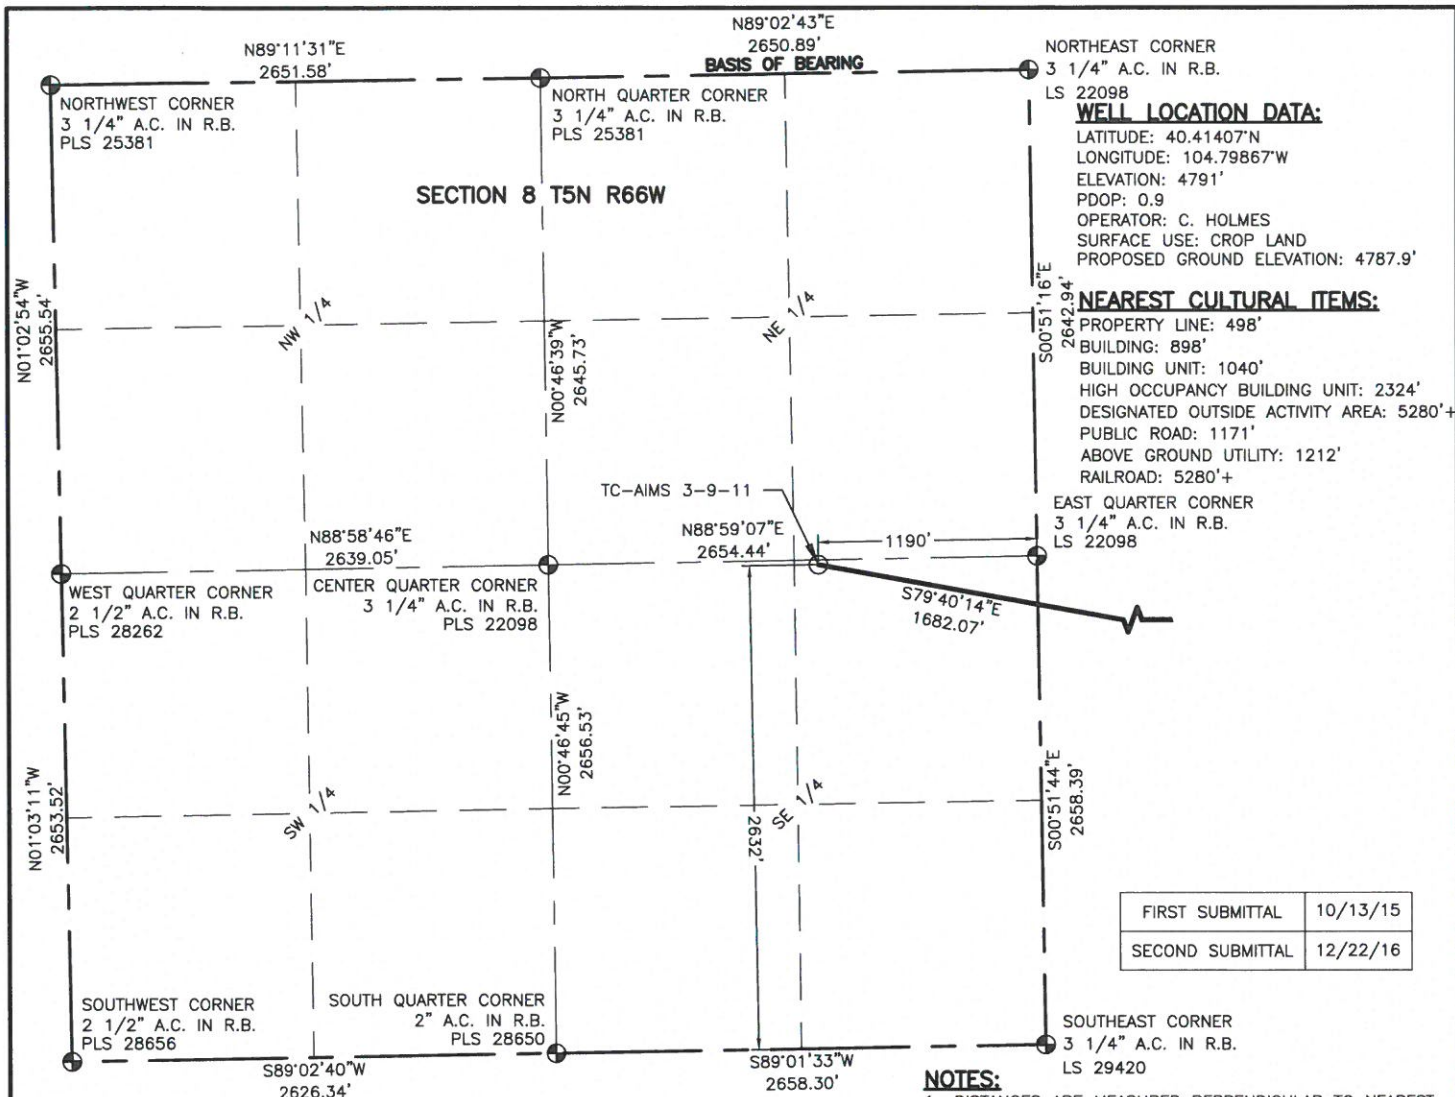 N89°11'31"E
2651.58'
N89°02'43"E
2650.89'
BASIS OF BEARING
NORTHWEST CORNER
3 1/4" A.C. IN R.B.
PLS 25381
NORTH QUARTER CORNER
3 1/4" A.C. IN R.B.
PLS 25381
NORTHEAST CORNER
3 1/4" A.C. IN R.B.
LS 22098
SECTION 8 T5N R66W
WELL LOCATION DATA:
LATITUDE: 40.41407°N
LONGITUDE: 104.79867°W
ELEVATION: 4791'
PDOP: 0.9
OPERATOR: C. HOLMES
SURFACE USE: CROP LAND
PROPOSED GROUND ELEVATION: 4787.9'
NEAREST CULTURAL ITEMS:
PROPERTY LINE: 498'
BUILDING: 898'
BUILDING UNIT: 1040'
HIGH OCCUPANCY BUILDING UNIT: 2324'
DESIGNATED OUTSIDE ACTIVITY AREA: 5280'+
PUBLIC ROAD: 1171'
ABOVE GROUND UTILITY: 1212'
RAILROAD: 5280'+
N01°02'54"W
2655.54'
NW 1/4
N00°46'39"W
2645.73'
NE 1/4
S00°51'16"E
2642.94'
TC-AIMS 3-9-11
EAST QUARTER CORNER
3 1/4" A.C. IN R.B.
LS 22098
N88°58'46"E
2639.05'
N88°59'07"E
2654.44'
1190'
WEST QUARTER CORNER
2 1/2" A.C. IN R.B.
PLS 28262
CENTER QUARTER CORNER
3 1/4" A.C. IN R.B.
PLS 22098
S79°40'14"E
1682.07'
N01°03'11"W
2653.52'
SW 1/4
N00°46'45"W
2656.53'
2632'
SE 1/4
S00°51'44"E
2658.39'
FIRST SUBMITTAL 10/13/15
SECOND SUBMITTAL 12/22/16
SOUTHWEST CORNER
2 1/2" A.C. IN R.B.
PLS 28656
SOUTH QUARTER CORNER
2" A.C. IN R.B.
PLS 28650
SOUTHEAST CORNER
3 1/4" A.C. IN R.B.
LS 29420
S89°02'40"W
2626.34'
S89°01'33"W
2658.30'
NOTES:
1. DISTANCES ARE MEASURED PERPENDICULAR TO NEAREST